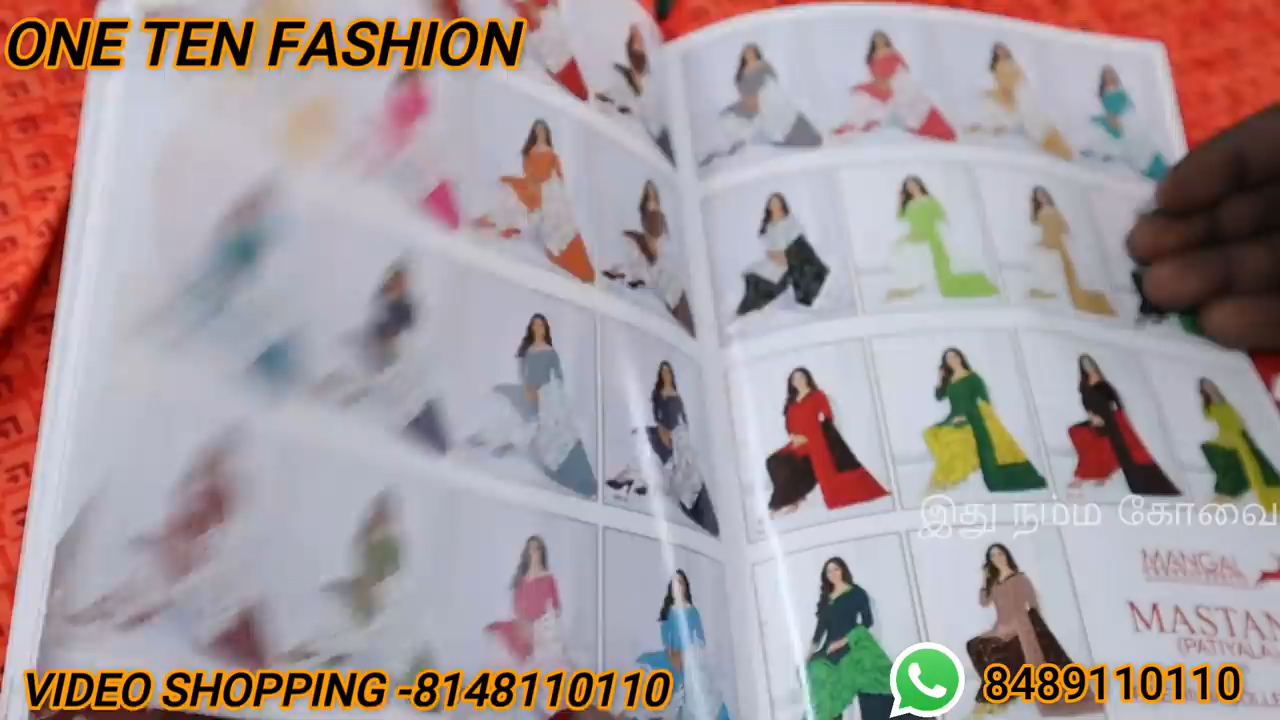 ONE TEN FASHION
இது நம்ம கோவை
MANGAL
MASTAN
(PATIYALA
VIDEO SHOPPING -8148110110
8489110110